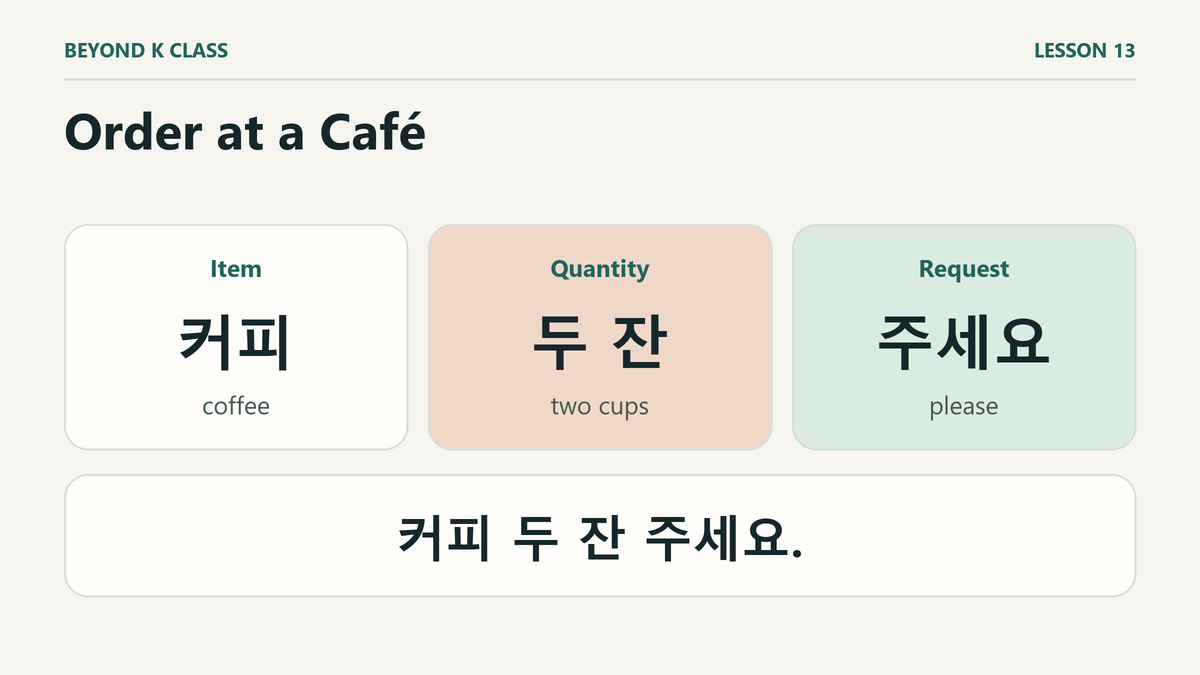 BEYOND K CLASS
LESSON 13
Order at a Café
Item
커피
coffee
Quantity
두 잔
two cups
Request
주세요
please
커피 두 잔 주세요.